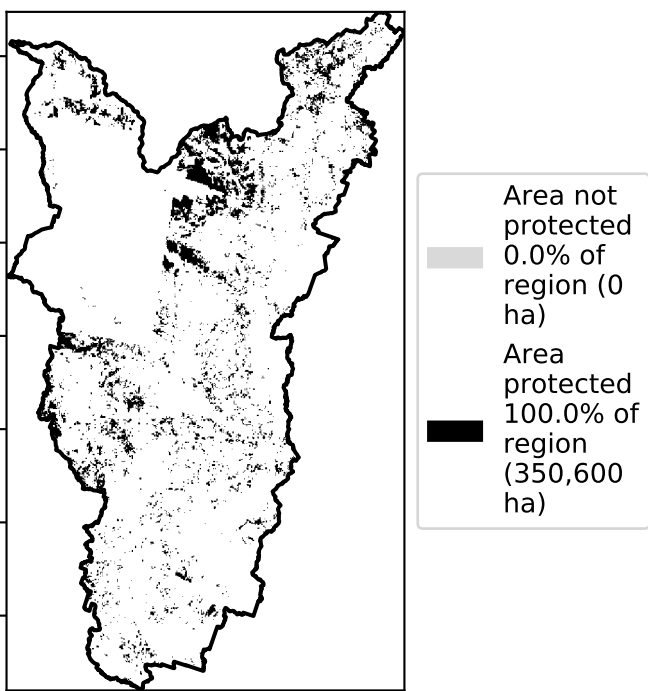 Area not
protected
0.0% of
region (0
ha)
Area
protected
100.0% of
region
(350,600
ha)